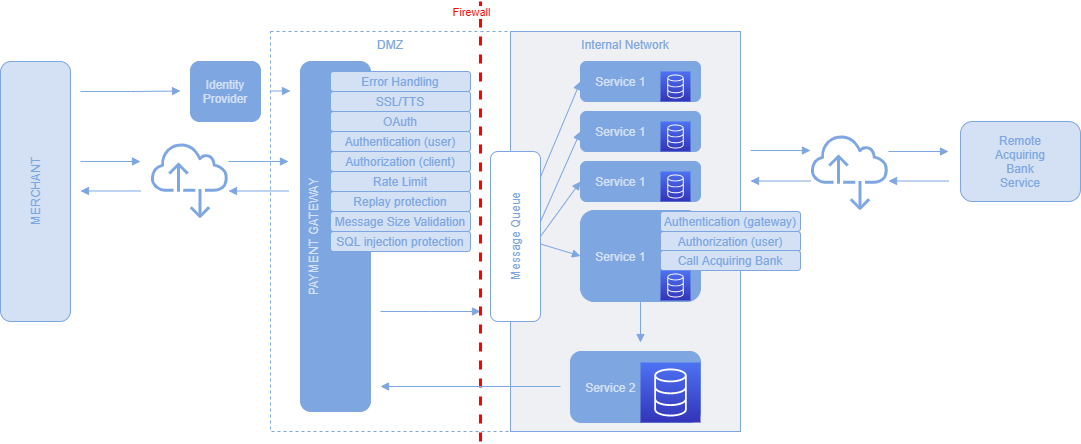 Firewall
DMZ
Internal Network
MERCHANT
Identity
Provider
PAYMENT GATEWAY
Error Handling
SSL/TTS
OAuth
Authentication (user)
Authorization (client)
Rate Limit
Replay protection
Message Size Validation
SQL injection protection
Message Queue
Service 1
Service 1
Service 1
Service 1
Authentication (gateway)
Authorization (user)
Call Acquiring Bank
Service 2
Remote
Acquiring
Bank
Service